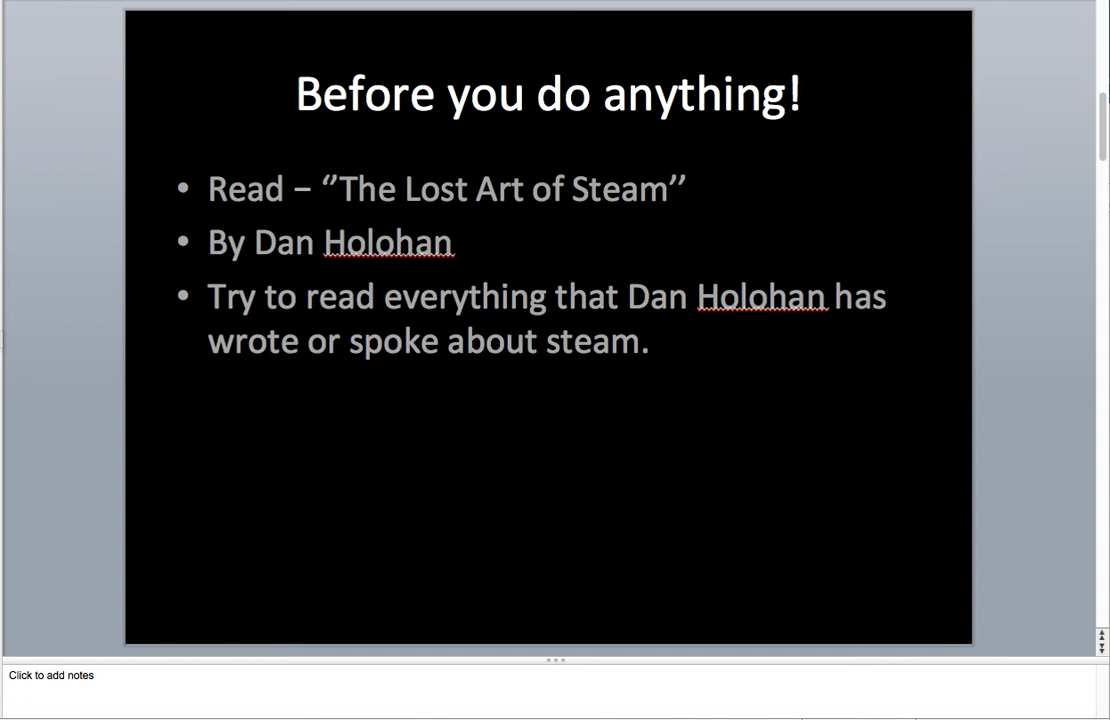 Before you do anything!
• Read – ‘’The Lost Art of Steam’’
• By Dan Holohan
• Try to read everything that Dan Holohan has
wrote or spoke about steam.
Click to add notes